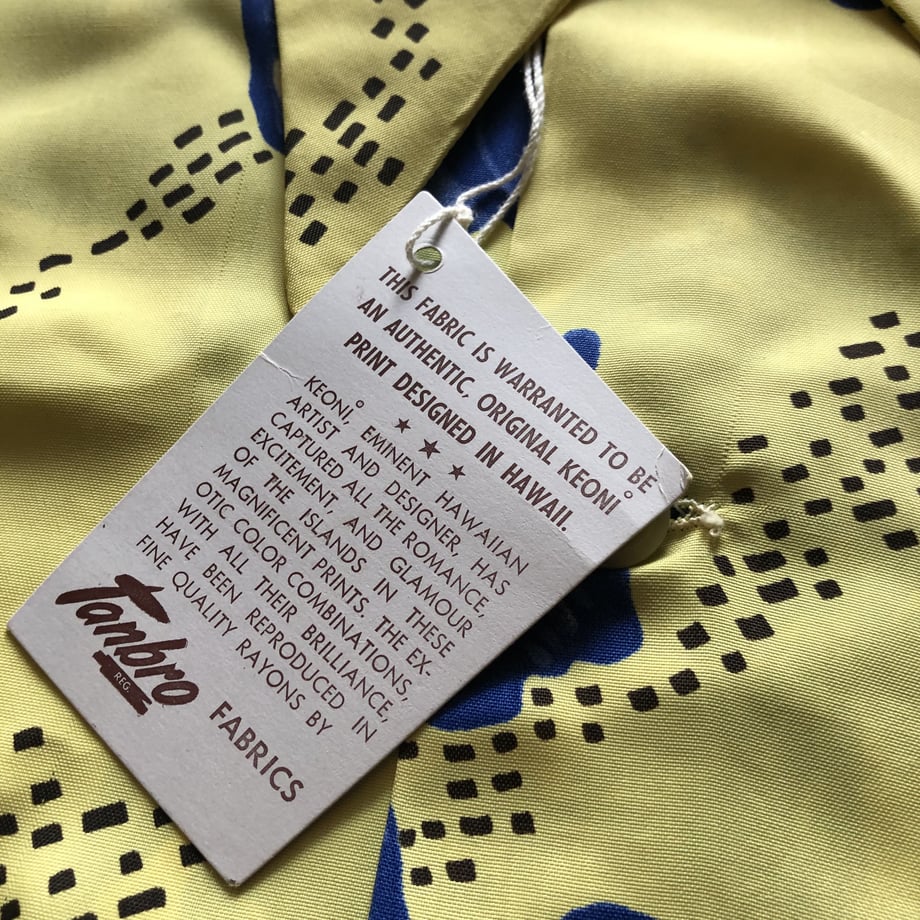 THIS FABRIC IS WARRANTED TO BE
AN AUTHENTIC, ORIGINAL KEONI°
PRINT DESIGNED IN HAWAII.
★ ★ ★
KEONI,° EMINENT HAWAIIAN
ARTIST AND DESIGNER, HAS
CAPTURED ALL THE ROMANCE,
EXCITEMENT, AND GLAMOUR
OF THE ISLANDS IN THESE
MAGNIFICENT PRINTS. THE EX-
OTIC COLOR COMBINATIONS,
WITH ALL THEIR BRILLIANCE,
HAVE BEEN REPRODUCED IN
FINE QUALITY RAYONS BY
Tanbro
REG.
FABRICS